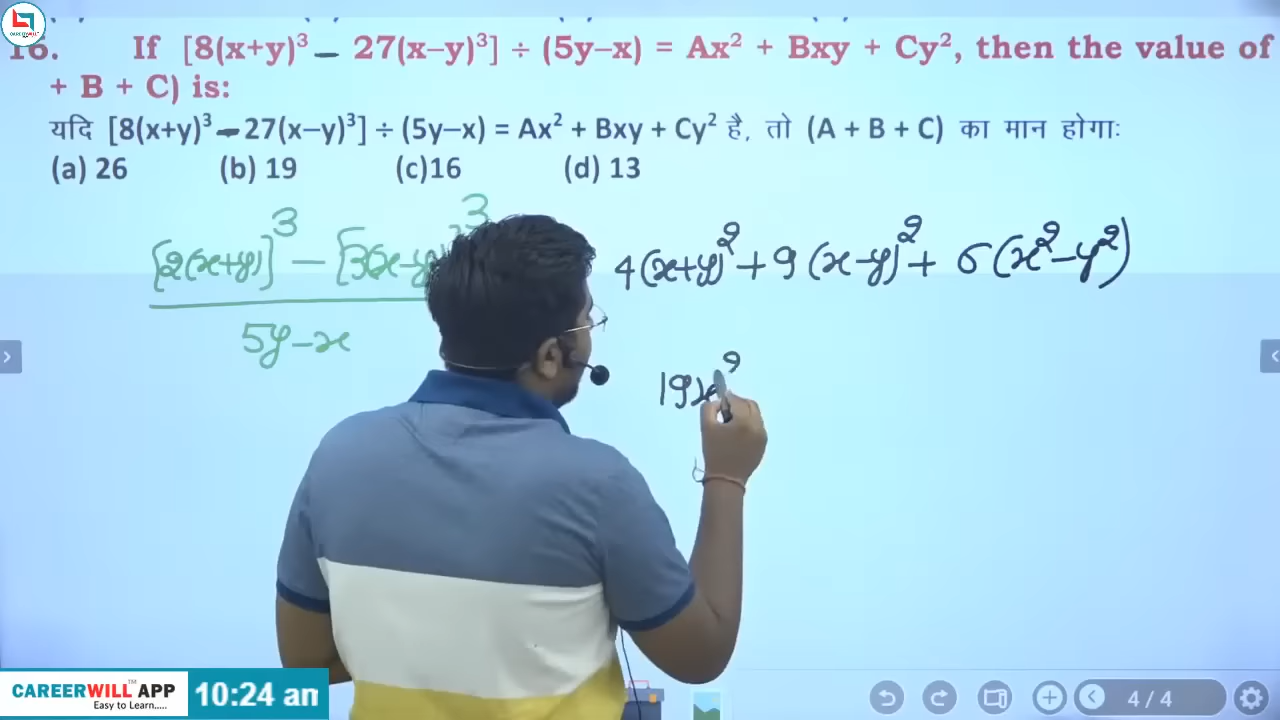 CAREERWILL
16. If [8(x+y)³ – 27(x–y)³] ÷ (5y–x) = Ax² + Bxy + Cy², then the value of
+ B + C) is:
यदि [8(x+y)³ – 27(x–y)³] ÷ (5y–x) = Ax² + Bxy + Cy² है, तो (A + B + C) का मान होगाः
(a) 26 (b) 19 (c)16 (d) 13
[2(x+y)]³ – [3(x–y) ³ 4(x+y)² + 9(x–y)² + 6(x²–y²)
5y–x
19x²
CAREERWILL™ APP
Easy to Learn.....
10:24 am
4 / 4